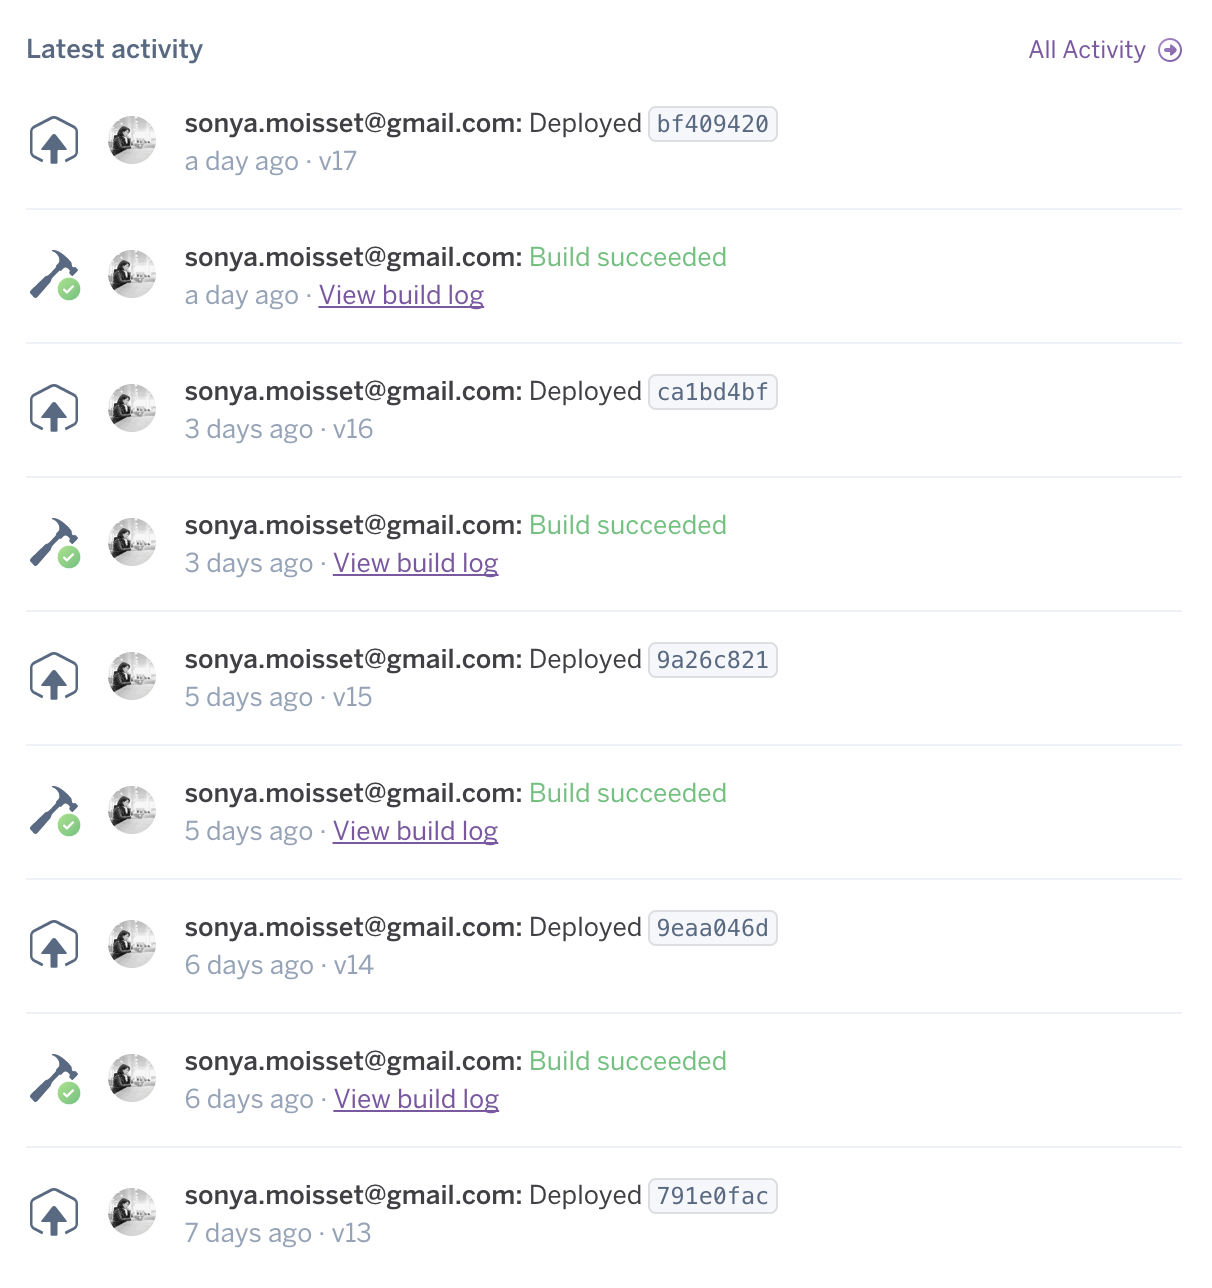 Latest activity
All Activity
sonya.moisset@gmail.com: Deployed bf409420
a day ago · v17
sonya.moisset@gmail.com: Build succeeded
a day ago · View build log
sonya.moisset@gmail.com: Deployed ca1bd4bf
3 days ago · v16
sonya.moisset@gmail.com: Build succeeded
3 days ago · View build log
sonya.moisset@gmail.com: Deployed 9a26c821
5 days ago · v15
sonya.moisset@gmail.com: Build succeeded
5 days ago · View build log
sonya.moisset@gmail.com: Deployed 9eaa046d
6 days ago · v14
sonya.moisset@gmail.com: Build succeeded
6 days ago · View build log
sonya.moisset@gmail.com: Deployed 791e0fac
7 days ago · v13